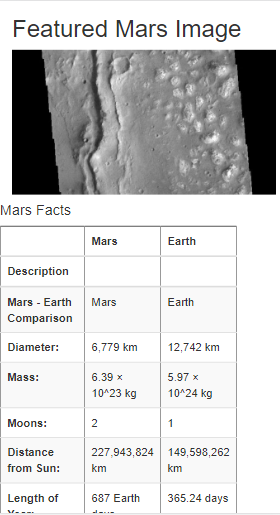 Featured Mars Image
Mars Facts
Mars Earth
Description
Mars - Earth Mars Earth
Comparison
Diameter: 6,779 km 12,742 km
Mass: 6.39 × 5.97 ×
10^23 kg 10^24 kg
Moons: 2 1
Distance 227,943,824 149,598,262
from Sun: km km
Length of 687 Earth 365.24 days